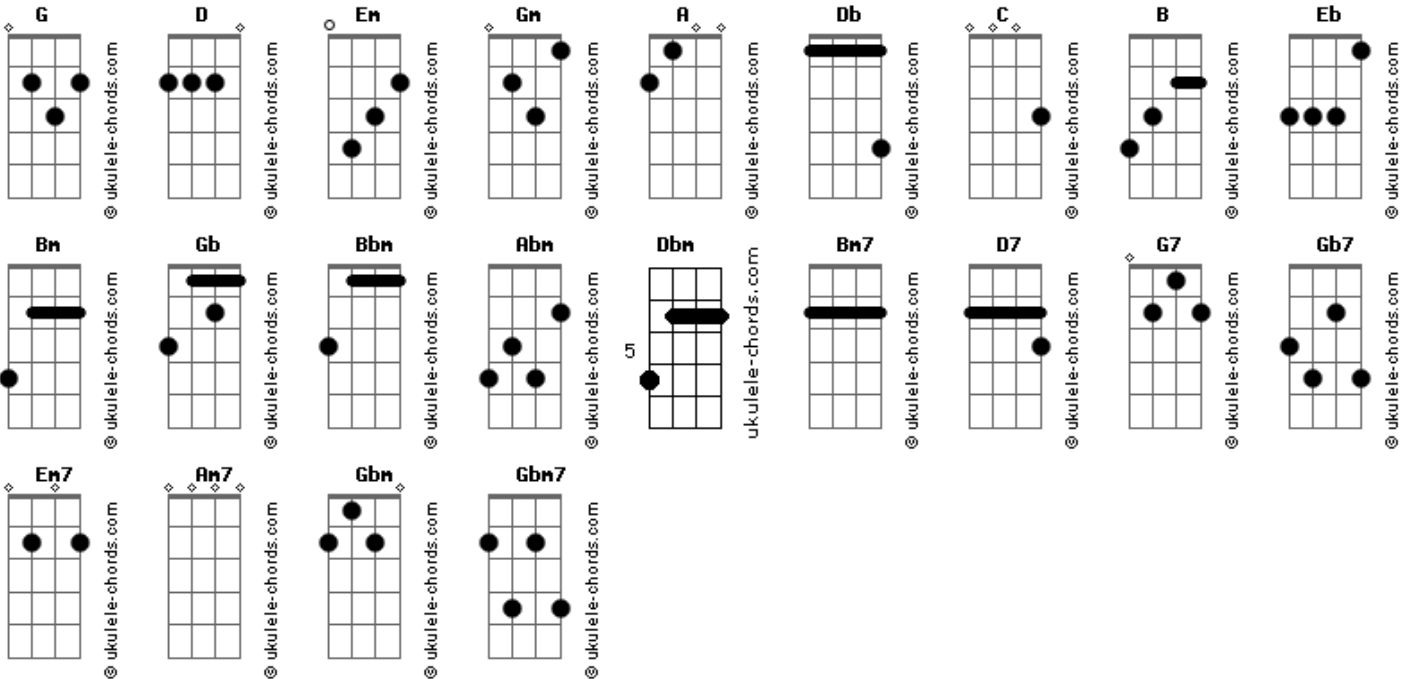 G D Em Gm A Db C B Eb
© ukulele-chords.com © ukulele-chords.com © ukulele-chords.com © ukulele-chords.com © ukulele-chords.com © ukulele-chords.com © ukulele-chords.com © ukulele-chords.com © ukulele-chords.com
Bm Gb Bbm Abm Dbm Bm7 D7 G7 Gb7
5
© ukulele-chords.com © ukulele-chords.com © ukulele-chords.com © ukulele-chords.com ukulele-chords.com © ukulele-chords.com © ukulele-chords.com © ukulele-chords.com © ukulele-chords.com
Em7 Am7 Gbm Gbm7
© ukulele-chords.com © ukulele-chords.com © ukulele-chords.com © ukulele-chords.com